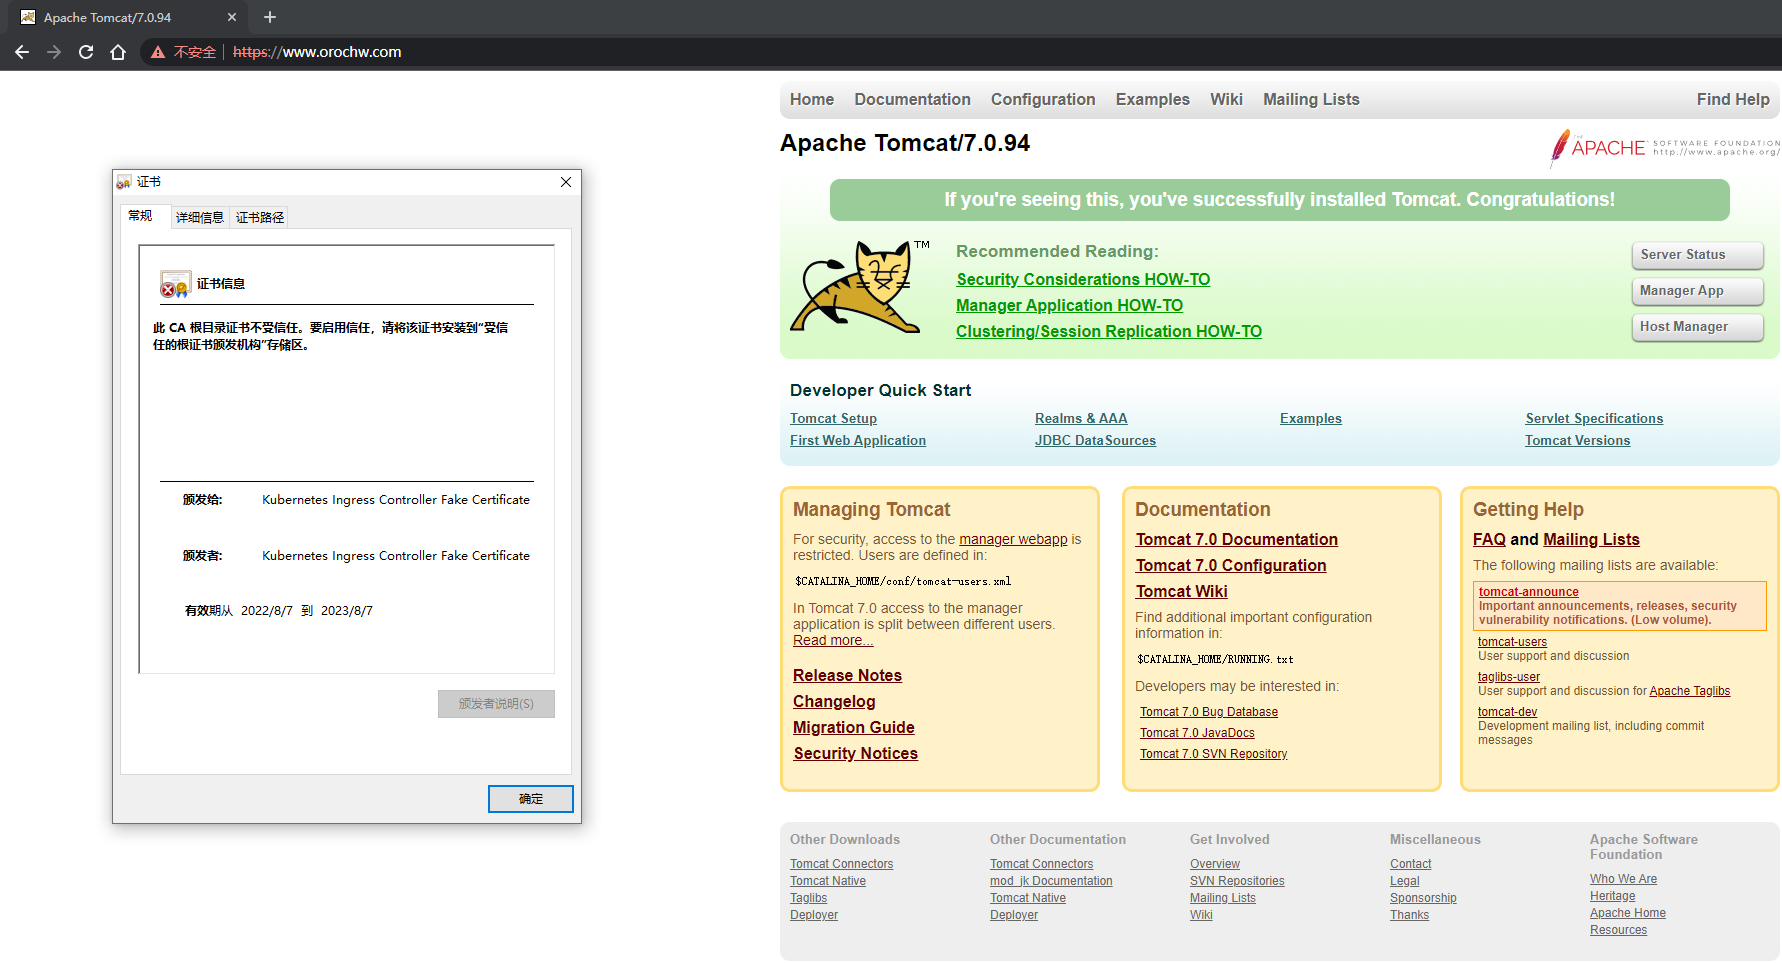 Apache Tomcat/7.0.94
不安全 https://www.orochw.com
证书
常规 详细信息 证书路径
证书信息
此 CA 根目录证书不受信任。要启用信任，请将该证书安装到"受信
任的根证书颁发机构"存储区。
颁发给: Kubernetes Ingress Controller Fake Certificate
颁发者: Kubernetes Ingress Controller Fake Certificate
有效期从 2022/8/7 到 2023/8/7
颁发者说明(S)
确定
Home Documentation Configuration Examples Wiki Mailing Lists Find Help
Apache Tomcat/7.0.94
THE
APACHE SOFTWARE FOUNDATION
http://www.apache.org/
If you're seeing this, you've successfully installed Tomcat. Congratulations!
TM
Recommended Reading:
Security Considerations HOW-TO
Manager Application HOW-TO
Clustering/Session Replication HOW-TO
Server Status
Manager App
Host Manager
Developer Quick Start
Tomcat Setup
First Web Application
Realms & AAA
JDBC DataSources
Examples
Servlet Specifications
Tomcat Versions
Managing Tomcat
For security, access to the manager webapp is
restricted. Users are defined in:
$CATALINA_HOME/conf/tomcat-users.xml
In Tomcat 7.0 access to the manager
application is split between different users.
Read more...
Release Notes
Changelog
Migration Guide
Security Notices
Documentation
Tomcat 7.0 Documentation
Tomcat 7.0 Configuration
Tomcat Wiki
Find additional important configuration
information in:
$CATALINA_HOME/RUNNING.txt
Developers may be interested in:
Tomcat 7.0 Bug Database
Tomcat 7.0 JavaDocs
Tomcat 7.0 SVN Repository
Getting Help
FAQ and Mailing Lists
The following mailing lists are available:
tomcat-announce
Important announcements, releases, security
vulnerability notifications. (Low volume).
tomcat-users
User support and discussion
taglibs-user
User support and discussion for Apache Taglibs
tomcat-dev
Development mailing list, including commit
messages
Other Downloads
Tomcat Connectors
Tomcat Native
Taglibs
Deployer
Other Documentation
Tomcat Connectors
mod_jk Documentation
Tomcat Native
Deployer
Get Involved
Overview
SVN Repositories
Mailing Lists
Wiki
Miscellaneous
Contact
Legal
Sponsorship
Thanks
Apache Software
Foundation
Who We Are
Heritage
Apache Home
Resources